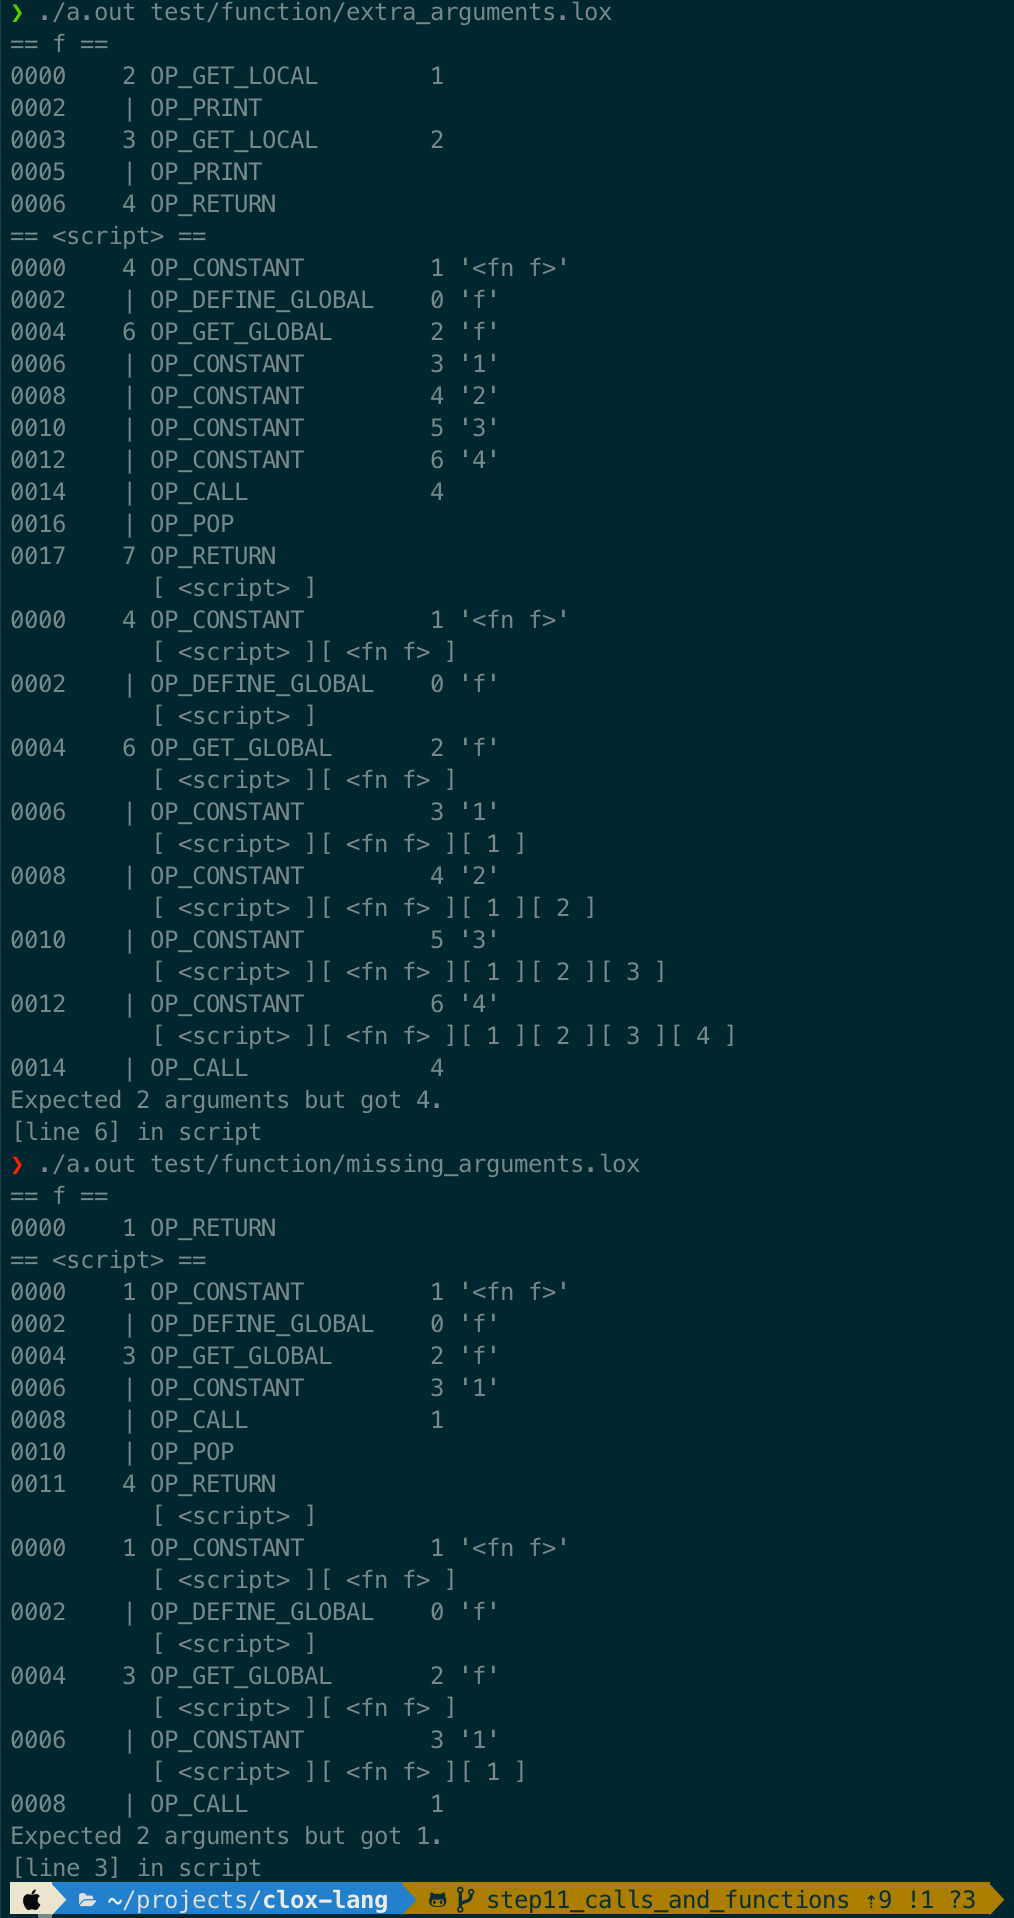 ❯ ./a.out test/function/extra_arguments.lox
== f ==
0000    2 OP_GET_LOCAL        1
0002    | OP_PRINT
0003    3 OP_GET_LOCAL        2
0005    | OP_PRINT
0006    4 OP_RETURN
== <script> ==
0000    4 OP_CONSTANT         1 '<fn f>'
0002    | OP_DEFINE_GLOBAL    0 'f'
0004    6 OP_GET_GLOBAL       2 'f'
0006    | OP_CONSTANT         3 '1'
0008    | OP_CONSTANT         4 '2'
0010    | OP_CONSTANT         5 '3'
0012    | OP_CONSTANT         6 '4'
0014    | OP_CALL             4
0016    | OP_POP
0017    7 OP_RETURN
          [ <script> ]
0000    4 OP_CONSTANT         1 '<fn f>'
          [ <script> ][ <fn f> ]
0002    | OP_DEFINE_GLOBAL    0 'f'
          [ <script> ]
0004    6 OP_GET_GLOBAL       2 'f'
          [ <script> ][ <fn f> ]
0006    | OP_CONSTANT         3 '1'
          [ <script> ][ <fn f> ][ 1 ]
0008    | OP_CONSTANT         4 '2'
          [ <script> ][ <fn f> ][ 1 ][ 2 ]
0010    | OP_CONSTANT         5 '3'
          [ <script> ][ <fn f> ][ 1 ][ 2 ][ 3 ]
0012    | OP_CONSTANT         6 '4'
          [ <script> ][ <fn f> ][ 1 ][ 2 ][ 3 ][ 4 ]
0014    | OP_CALL             4
Expected 2 arguments but got 4.
[line 6] in script
❯ ./a.out test/function/missing_arguments.lox
== f ==
0000    1 OP_RETURN
== <script> ==
0000    1 OP_CONSTANT         1 '<fn f>'
0002    | OP_DEFINE_GLOBAL    0 'f'
0004    3 OP_GET_GLOBAL       2 'f'
0006    | OP_CONSTANT         3 '1'
0008    | OP_CALL             1
0010    | OP_POP
0011    4 OP_RETURN
          [ <script> ]
0000    1 OP_CONSTANT         1 '<fn f>'
          [ <script> ][ <fn f> ]
0002    | OP_DEFINE_GLOBAL    0 'f'
          [ <script> ]
0004    3 OP_GET_GLOBAL       2 'f'
          [ <script> ][ <fn f> ]
0006    | OP_CONSTANT         3 '1'
          [ <script> ][ <fn f> ][ 1 ]
0008    | OP_CALL             1
Expected 2 arguments but got 1.
[line 3] in script
~/projects/clox-lang step11_calls_and_functions ⇡9 !1 ?3